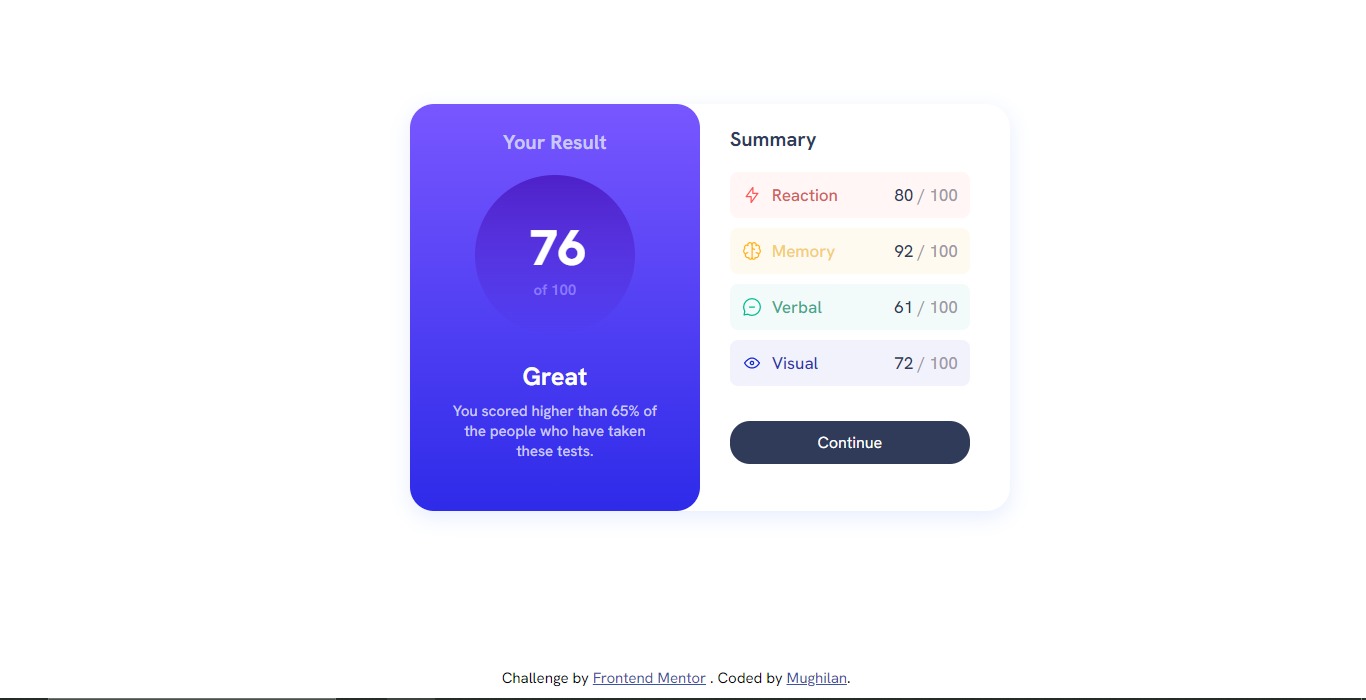 Your Result
76
of 100
Great
You scored higher than 65% of
the people who have taken
these tests.
Summary
Reaction 80 / 100
Memory 92 / 100
Verbal 61 / 100
Visual 72 / 100
Continue
Challenge by Frontend Mentor . Coded by Mughilan.